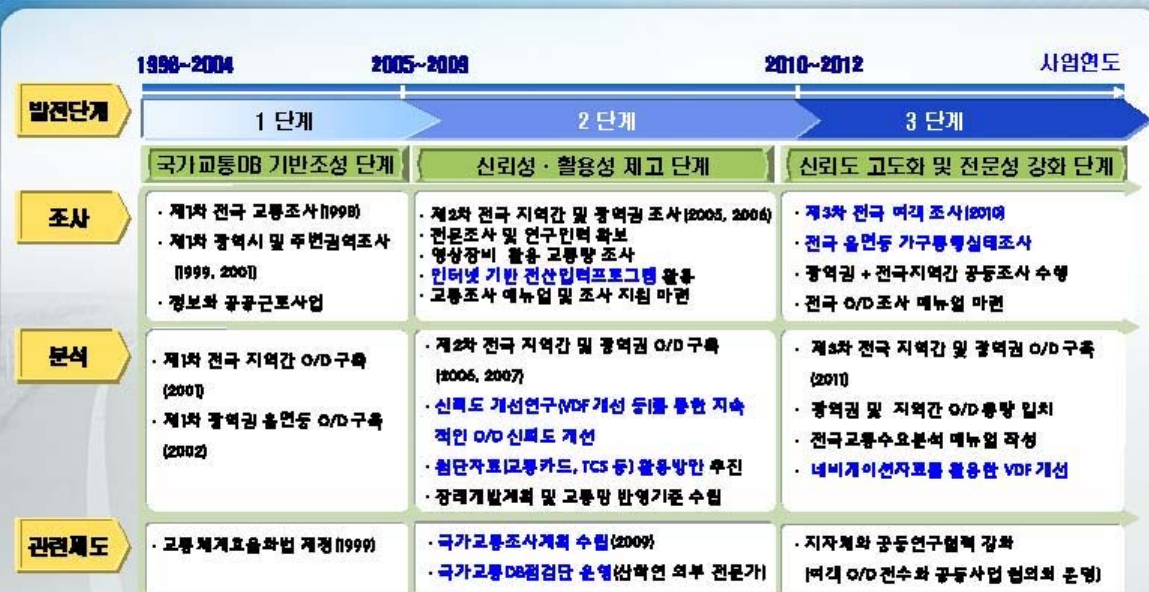 1998~2004
2005~2009
2010~2012
사업연도
발전단계
1 단계
2 단계
3 단계
국가교통DB 기반조성 단계
신뢰성 · 활용성 제고 단계
신뢰도 고도화 및 전문성 강화 단계
조사
· 제1차 전국 교통조사(1998)
· 제1차 광역시 및 주변권역조사
(1999, 2001)
· 정보화 공공근로사업
· 제2차 전국 지역간 및 광역권 조사(2005, 2006)
· 전문조사 및 연구인력 확보
· 영상장비 활용 교통량 조사
· 인터넷 기반 전산입력프로그램 활용
· 교통조사 매뉴얼 및 조사 지침 마련
· 제3차 전국 여객 조사(2010)
· 전국 읍면동 가구통행실태조사
· 광역권 + 전국지역간 공동조사 수행
· 전국 O/D조사 매뉴얼 마련
분석
· 제1차 전국 지역간 O/D 구축
(2001)
· 제1차 광역권 읍면동 O/D 구축
(2002)
· 제2차 전국 지역간 및 광역권 O/D 구축
(2006, 2007)
· 신뢰도 개선연구(VDF 개선 등)를 통한 지속
적인 O/D 신뢰도 개선
· 첨단자료(교통카드, TCS 등) 활용방안 추진
· 장래개발계획 및 교통망 반영기준 수립
· 제3차 전국 지역간 및 광역권 O/D 구축
(2011)
· 광역권 및 지역간 O/D 통량 일치
· 전국교통수요분석 매뉴얼 작성
· 네비게이션자료를 활용한 VDF 개선
관련제도
· 교통체계효율화법 제정(1999)
· 국가교통조사계획 수립(2009)
· 국가교통DB점검단 운영(산학연 외부 전문가)
· 지자체와 공동연구협력 강화
(여객 O/D 전수화 공동사업 협의회 운영)